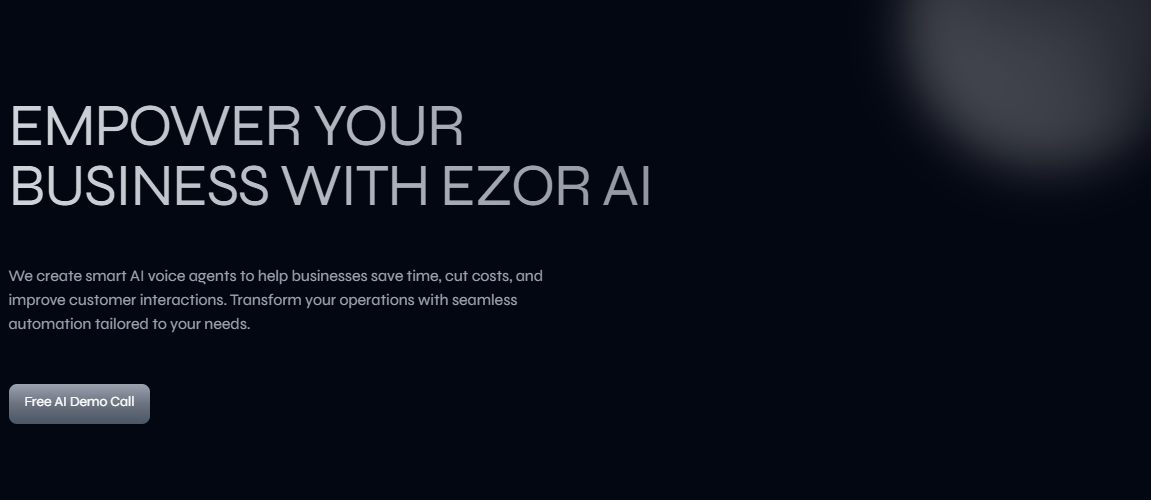 EMPOWER YOUR
BUSINESS WITH EZOR AI
We create smart AI voice agents to help businesses save time, cut costs, and
improve customer interactions. Transform your operations with seamless
automation tailored to your needs.
Free AI Demo Call